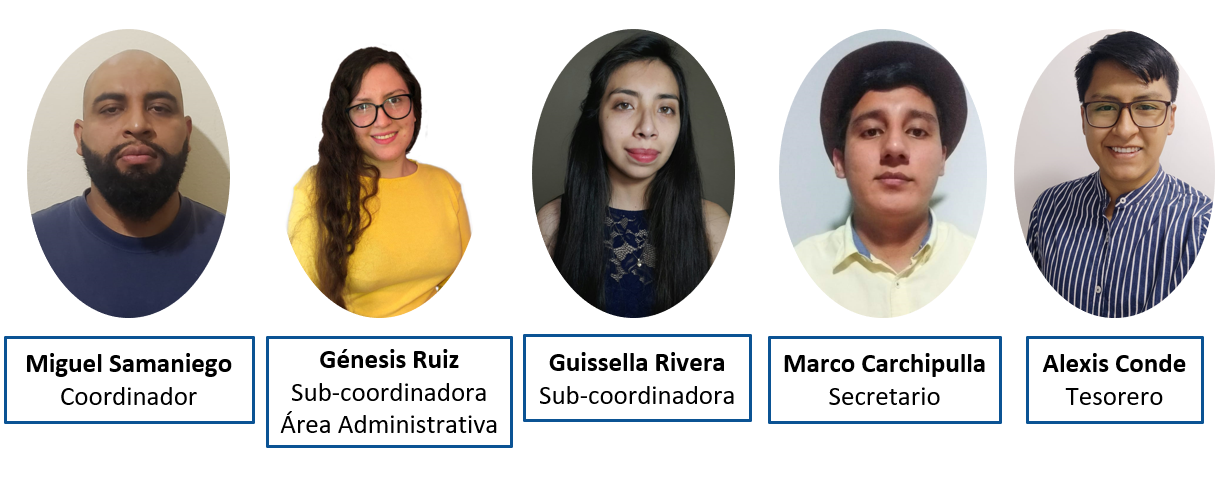 Miguel Samaniego
Coordinador
Génesis Ruiz
Sub-coordinadora
Área Administrativa
Guissella Rivera
Sub-coordinadora
Marco Carchipulla
Secretario
Alexis Conde
Tesorero